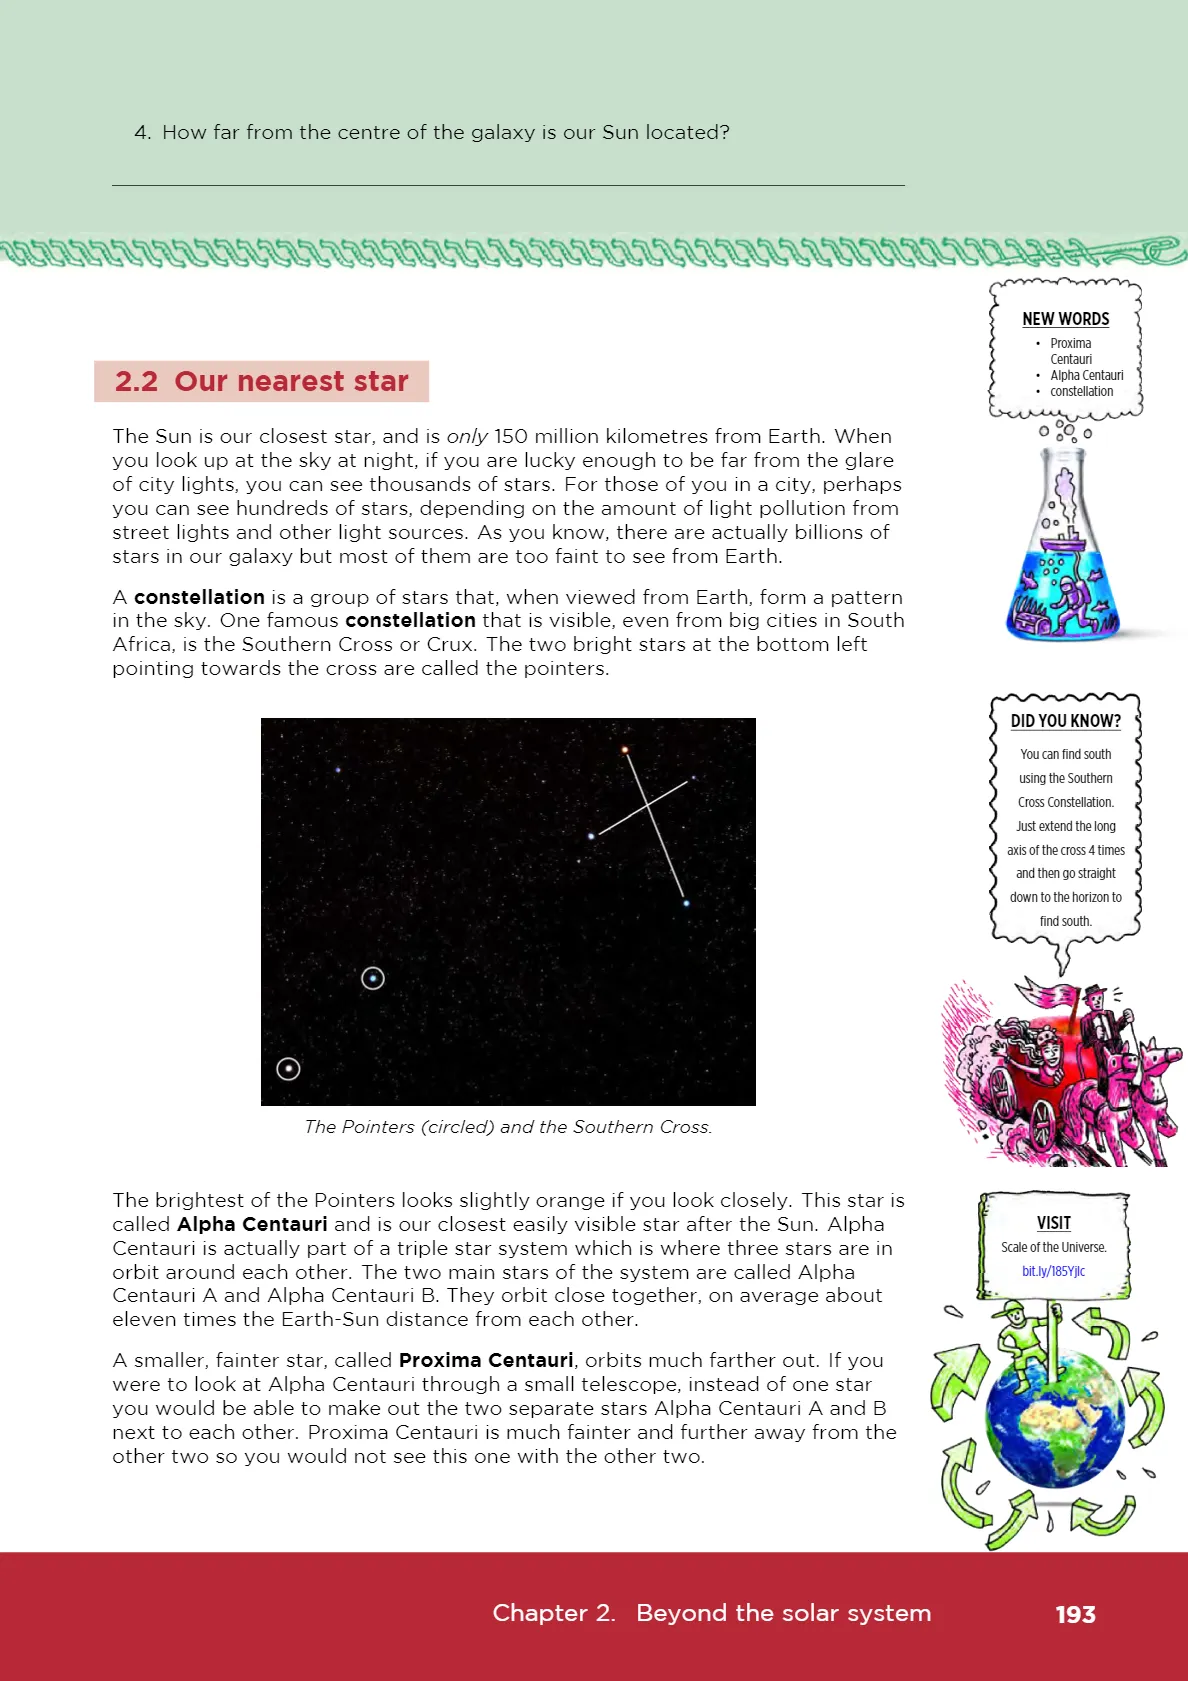 4. How far from the centre of the galaxy is our Sun located?
NEW WORDS
• Proxima
Centauri
• Alpha Centauri
• constellation
2.2 Our nearest star
The Sun is our closest star, and is only 150 million kilometres from Earth. When
you look up at the sky at night, if you are lucky enough to be far from the glare
of city lights, you can see thousands of stars. For those of you in a city, perhaps
you can see hundreds of stars, depending on the amount of light pollution from
street lights and other light sources. As you know, there are actually billions of
stars in our galaxy but most of them are too faint to see from Earth.
A constellation is a group of stars that, when viewed from Earth, form a pattern
in the sky. One famous constellation that is visible, even from big cities in South
Africa, is the Southern Cross or Crux. The two bright stars at the bottom left
pointing towards the cross are called the pointers.
DID YOU KNOW?
You can find south
using the Southern
Cross Constellation.
Just extend the long
axis of the cross 4 times
and then go straight
down to the horizon to
find south.
The Pointers (circled) and the Southern Cross.
The brightest of the Pointers looks slightly orange if you look closely. This star is
called Alpha Centauri and is our closest easily visible star after the Sun. Alpha
Centauri is actually part of a triple star system which is where three stars are in
orbit around each other. The two main stars of the system are called Alpha
Centauri A and Alpha Centauri B. They orbit close together, on average about
eleven times the Earth-Sun distance from each other.
VISIT
Scale of the Universe.
bit.ly/185YjIc
A smaller, fainter star, called Proxima Centauri, orbits much farther out. If you
were to look at Alpha Centauri through a small telescope, instead of one star
you would be able to make out the two separate stars Alpha Centauri A and B
next to each other. Proxima Centauri is much fainter and further away from the
other two so you would not see this one with the other two.
Chapter 2. Beyond the solar system 193